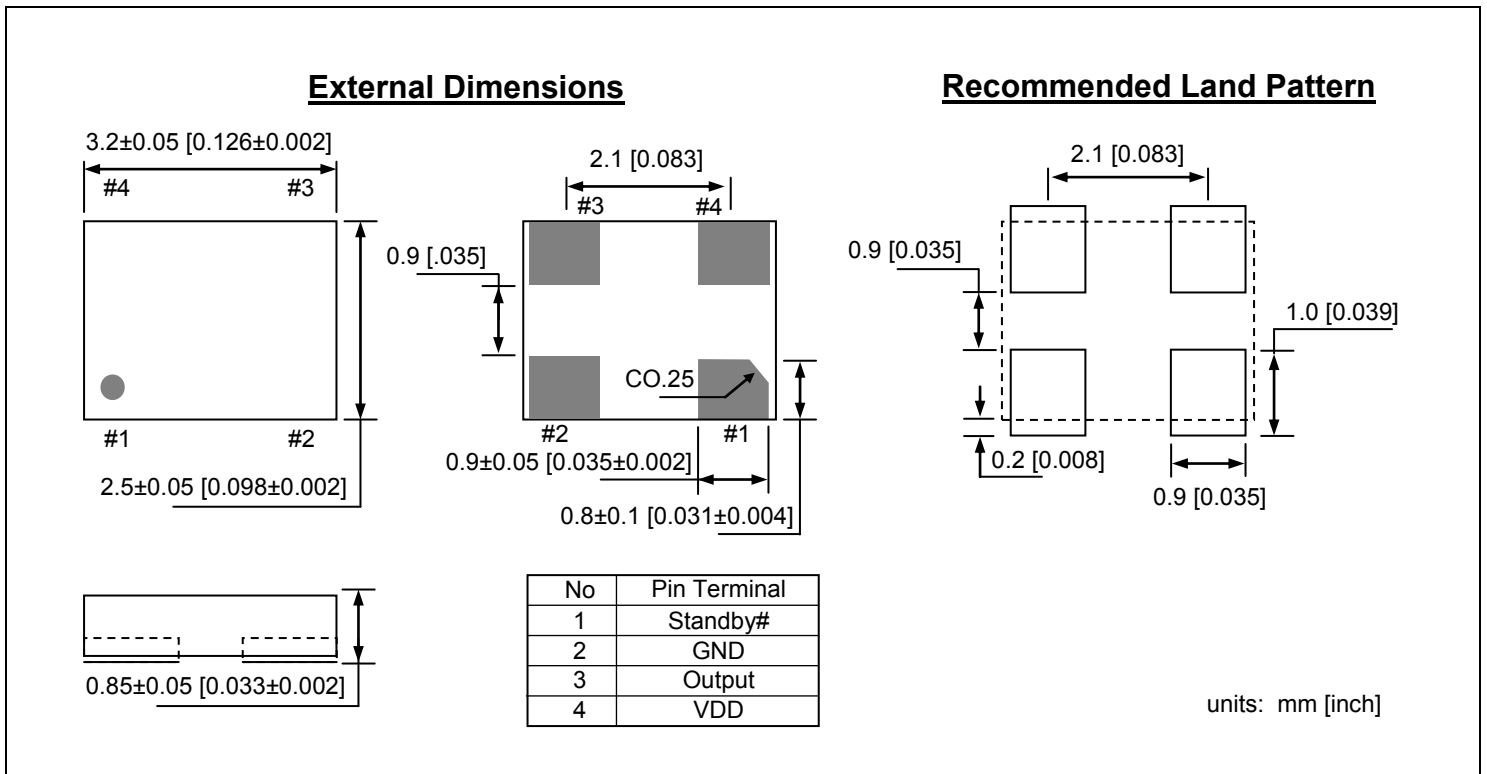 External Dimensions
3.2±0.05 [0.126±0.002]
#4 #3
#1 #2
2.5±0.05 [0.098±0.002]
0.85±0.05 [0.033±0.002]
2.1 [0.083]
#3 #4
0.9 [.035]
CO.25
#2 #1
0.9±0.05 [0.035±0.002]
0.8±0.1 [0.031±0.004]
No Pin Terminal
1 Standby#
2 GND
3 Output
4 VDD
Recommended Land Pattern
2.1 [0.083]
0.9 [0.035]
1.0 [0.039]
0.2 [0.008]
0.9 [0.035]
units: mm [inch]